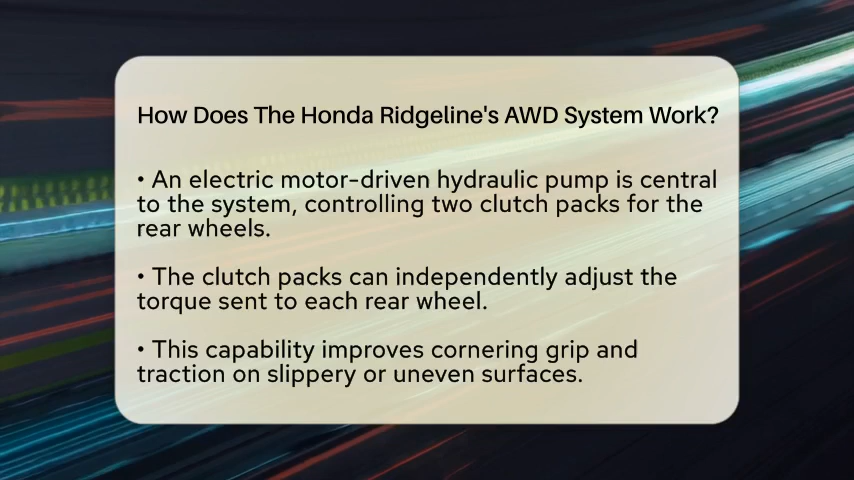 How Does The Honda Ridgeline's AWD System Work?
• An electric motor-driven hydraulic pump is central
to the system, controlling two clutch packs for the
rear wheels.
• The clutch packs can independently adjust the
torque sent to each rear wheel.
• This capability improves cornering grip and
traction on slippery or uneven surfaces.